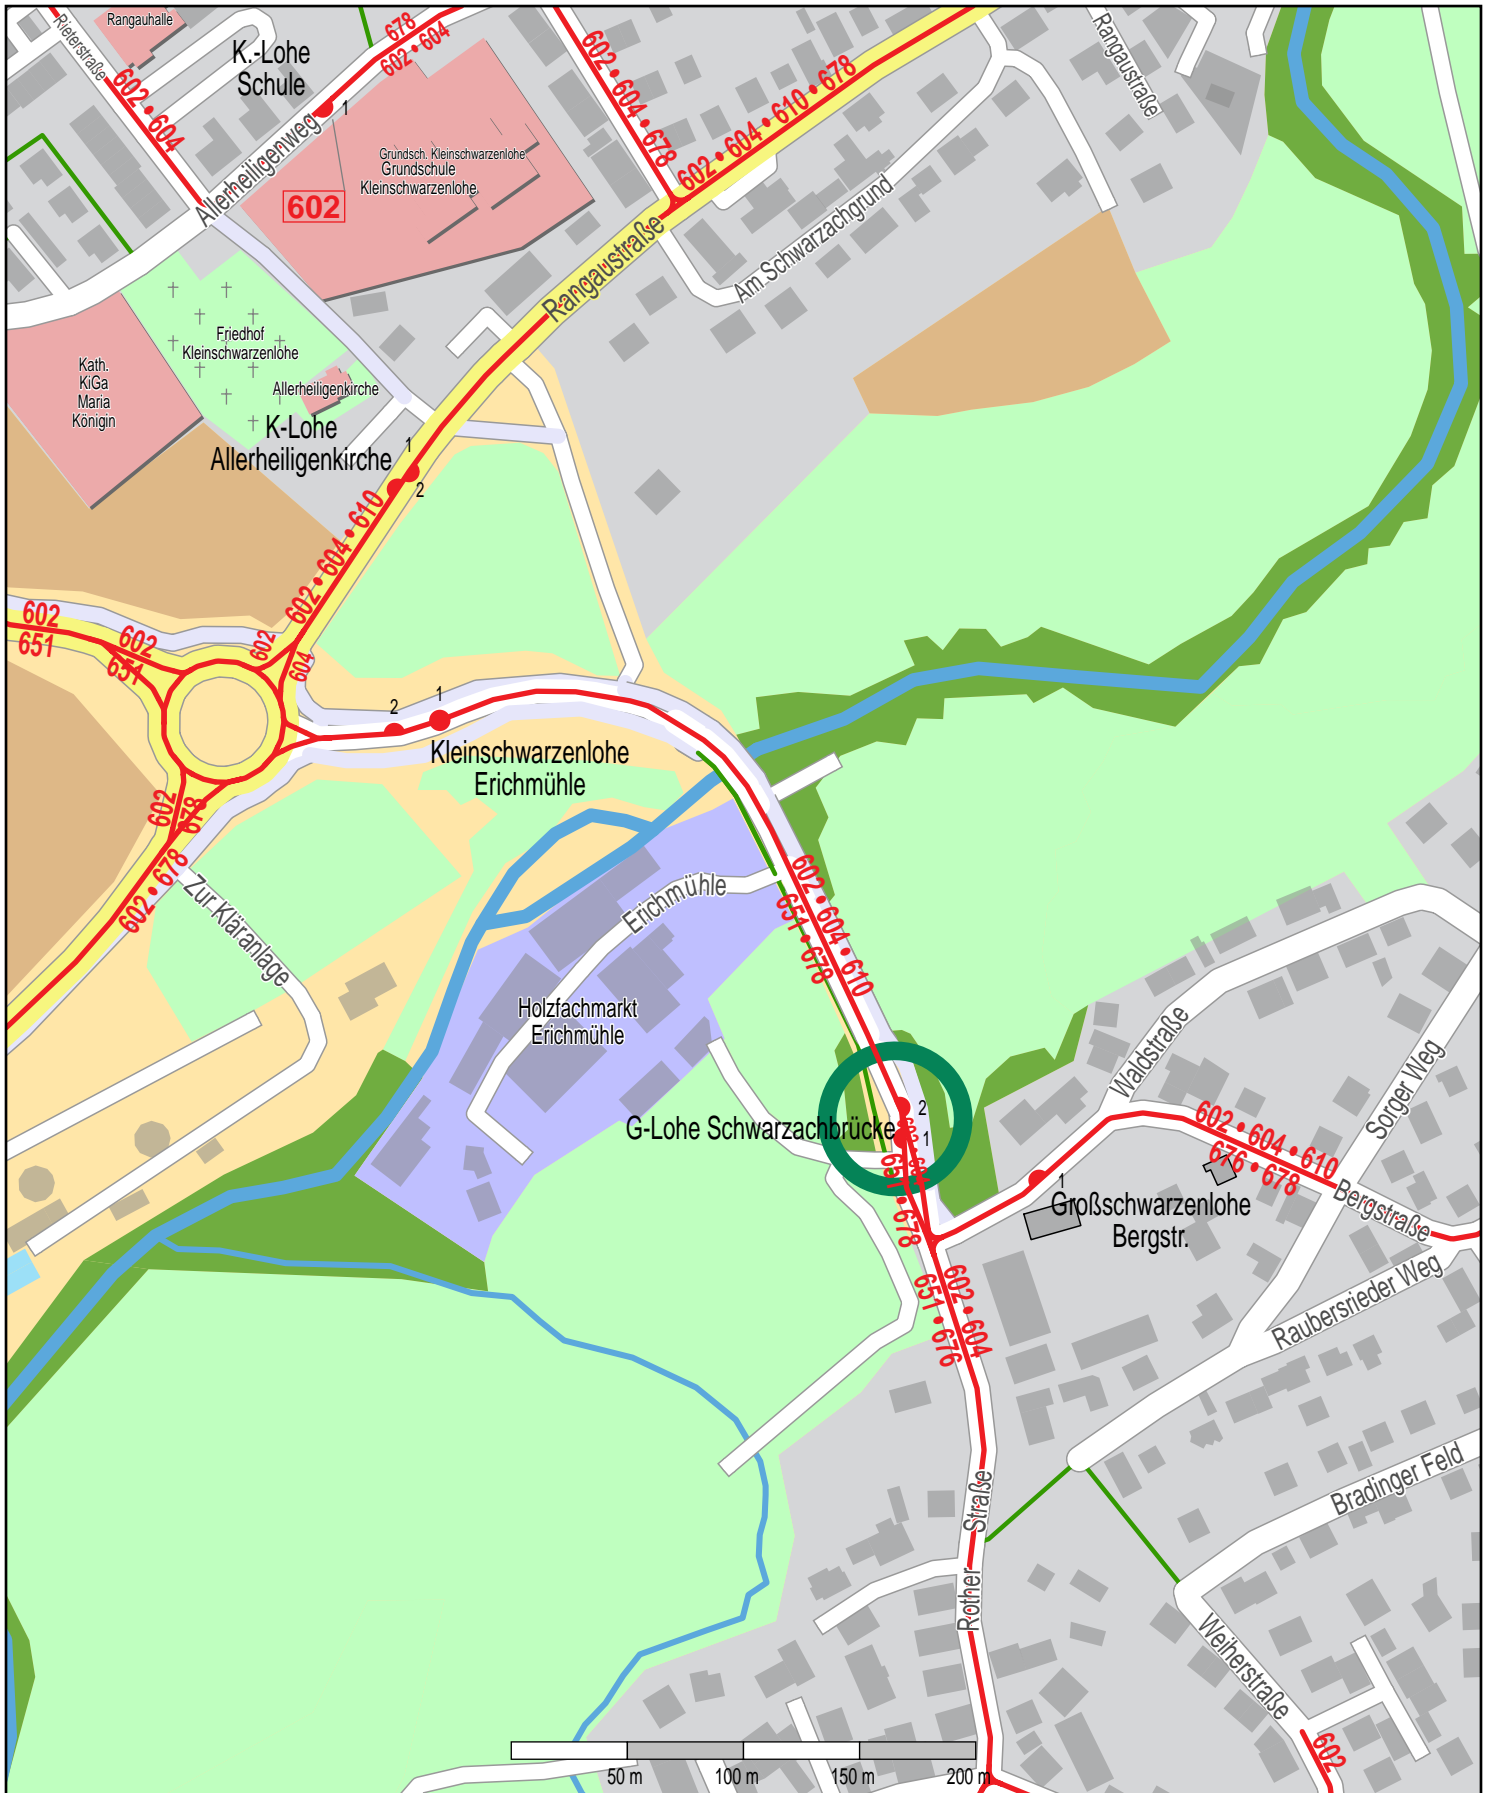 Rangauhalle
Rieterstraße
602 • 604
K.-Lohe
Schule
678
602 • 604
1
Allerheiligenweg
602
Grundsch. Kleinschwarzenlohe
Grundschule
Kleinschwarzenlohe
602 • 604 • 678
602 • 604 • 610 • 678
Rangaustraße
Rangaustraße
Am Schwarzachgrund
Friedhof
Kleinschwarzenlohe
Allerheiligenkirche
Kath.
KiGa
Maria
Königin
K-Lohe
Allerheiligenkirche
1
2
602 • 604 • 610
602
651
602
651
602
604
602
678
602 • 678
2
1
Kleinschwarzenlohe
Erichmühle
Zur Kläranlage
Erichmühle
Holzfachmarkt
Erichmühle
602 • 604 • 610
651 • 678
G-Lohe Schwarzachbrücke
2
1
602 • 604
651 • 678
Waldstraße
Sorger Weg
602 • 604 • 610
676 • 678
1
Großschwarzenlohe
Bergstr.
Bergstraße
Raubersrieder Weg
602 • 604
651 • 676
Bradinger Feld
Rother
Straße
Weiherstraße
602
50 m
100 m
150 m
200 m